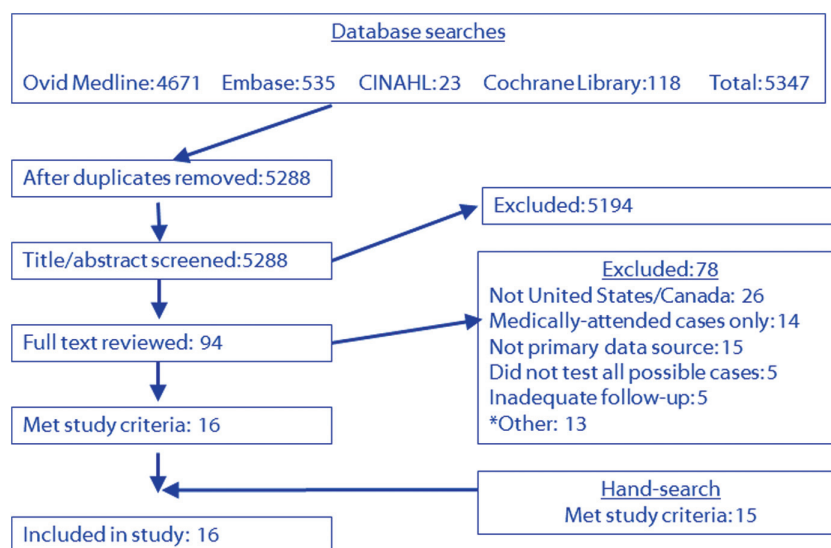 Database searches
Ovid Medline:4671 Embase:535 CINAHL:23 Cochrane Library:118 Total:5347
After duplicates removed:5288
Excluded:5194
Title/abstract screened:5288
Excluded:78
Not United States/Canada: 26
Medically-attended cases only:14
Not primary data source:15
Did not test all possible cases:5
Inadequate follow-up:5
*Other: 13
Full text reviewed: 94
Met study criteria: 16
Hand-search
Met study criteria:15
Included in study: 16